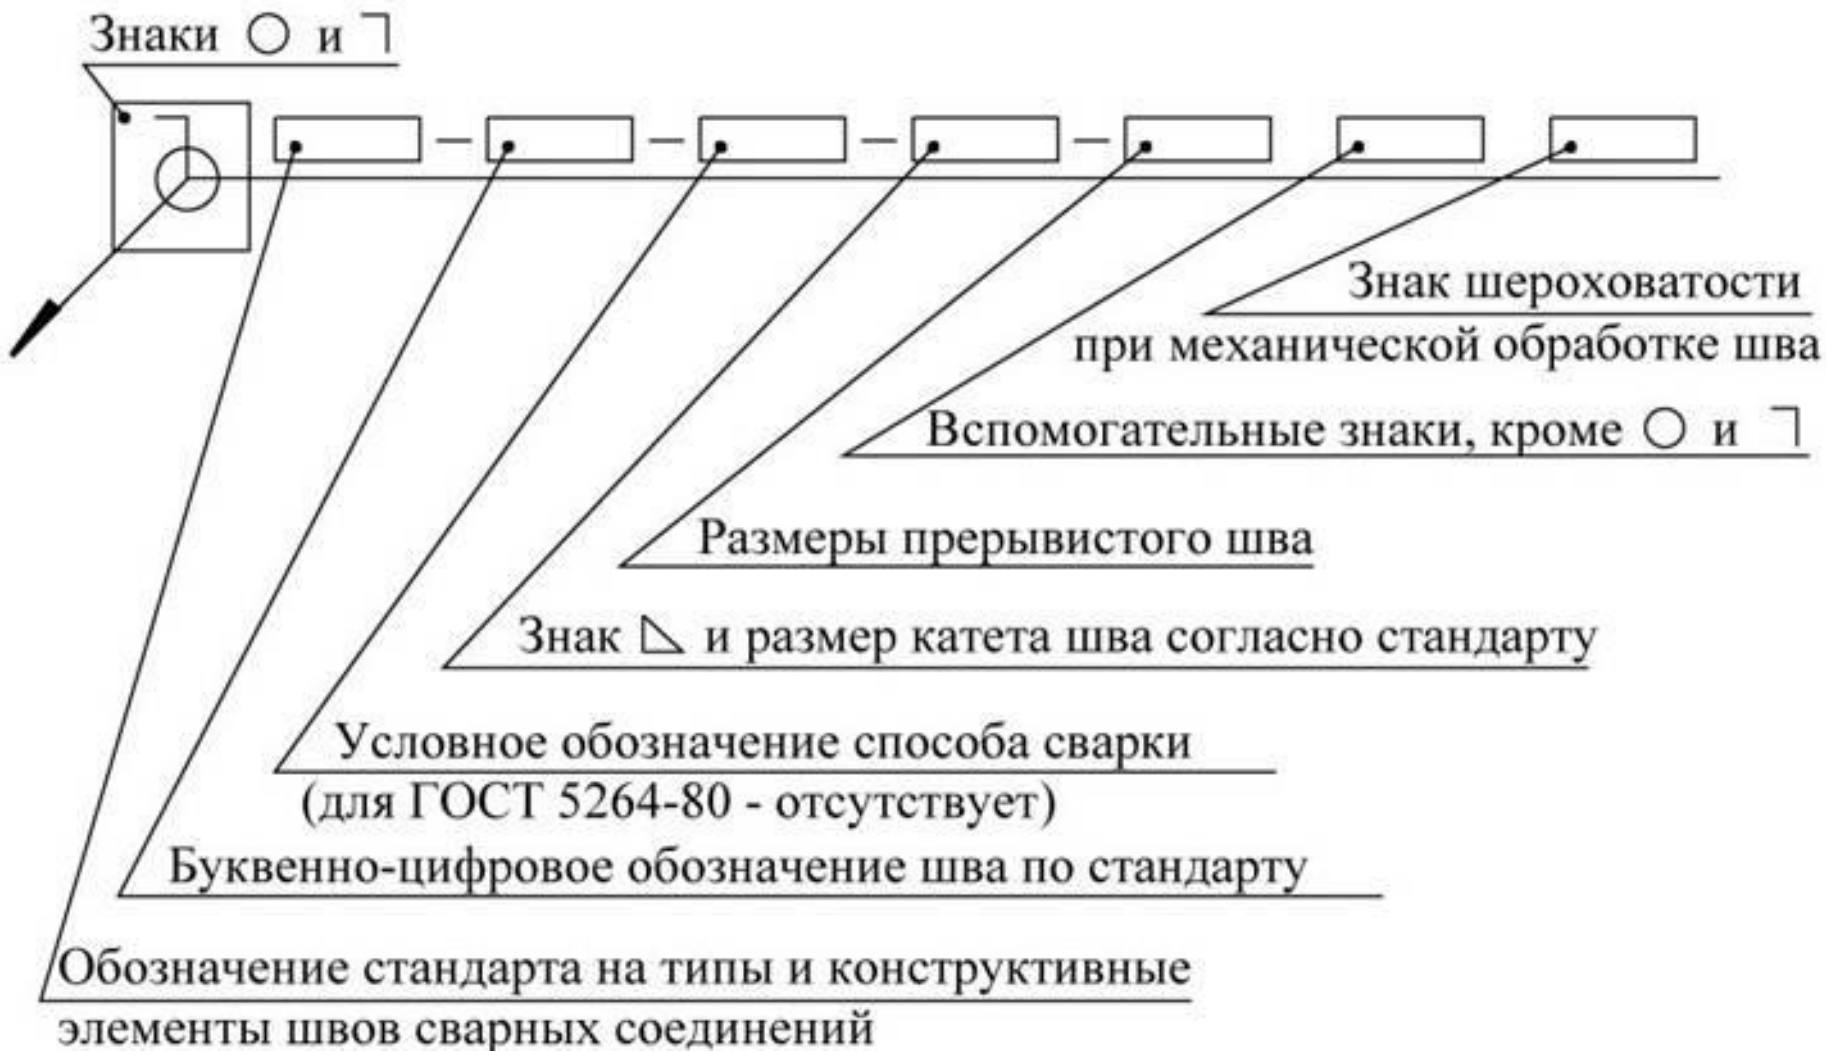 Знаки ○ и ㄱ
Знак шероховатости
при механической обработке шва
Вспомогательные знаки, кроме ○ и ㄱ
Размеры прерывистого шва
Знак ◺ и размер катета шва согласно стандарту
Условное обозначение способа сварки
(для ГОСТ 5264-80 - отсутствует)
Буквенно-цифровое обозначение шва по стандарту
Обозначение стандарта на типы и конструктивные
элементы швов сварных соединений